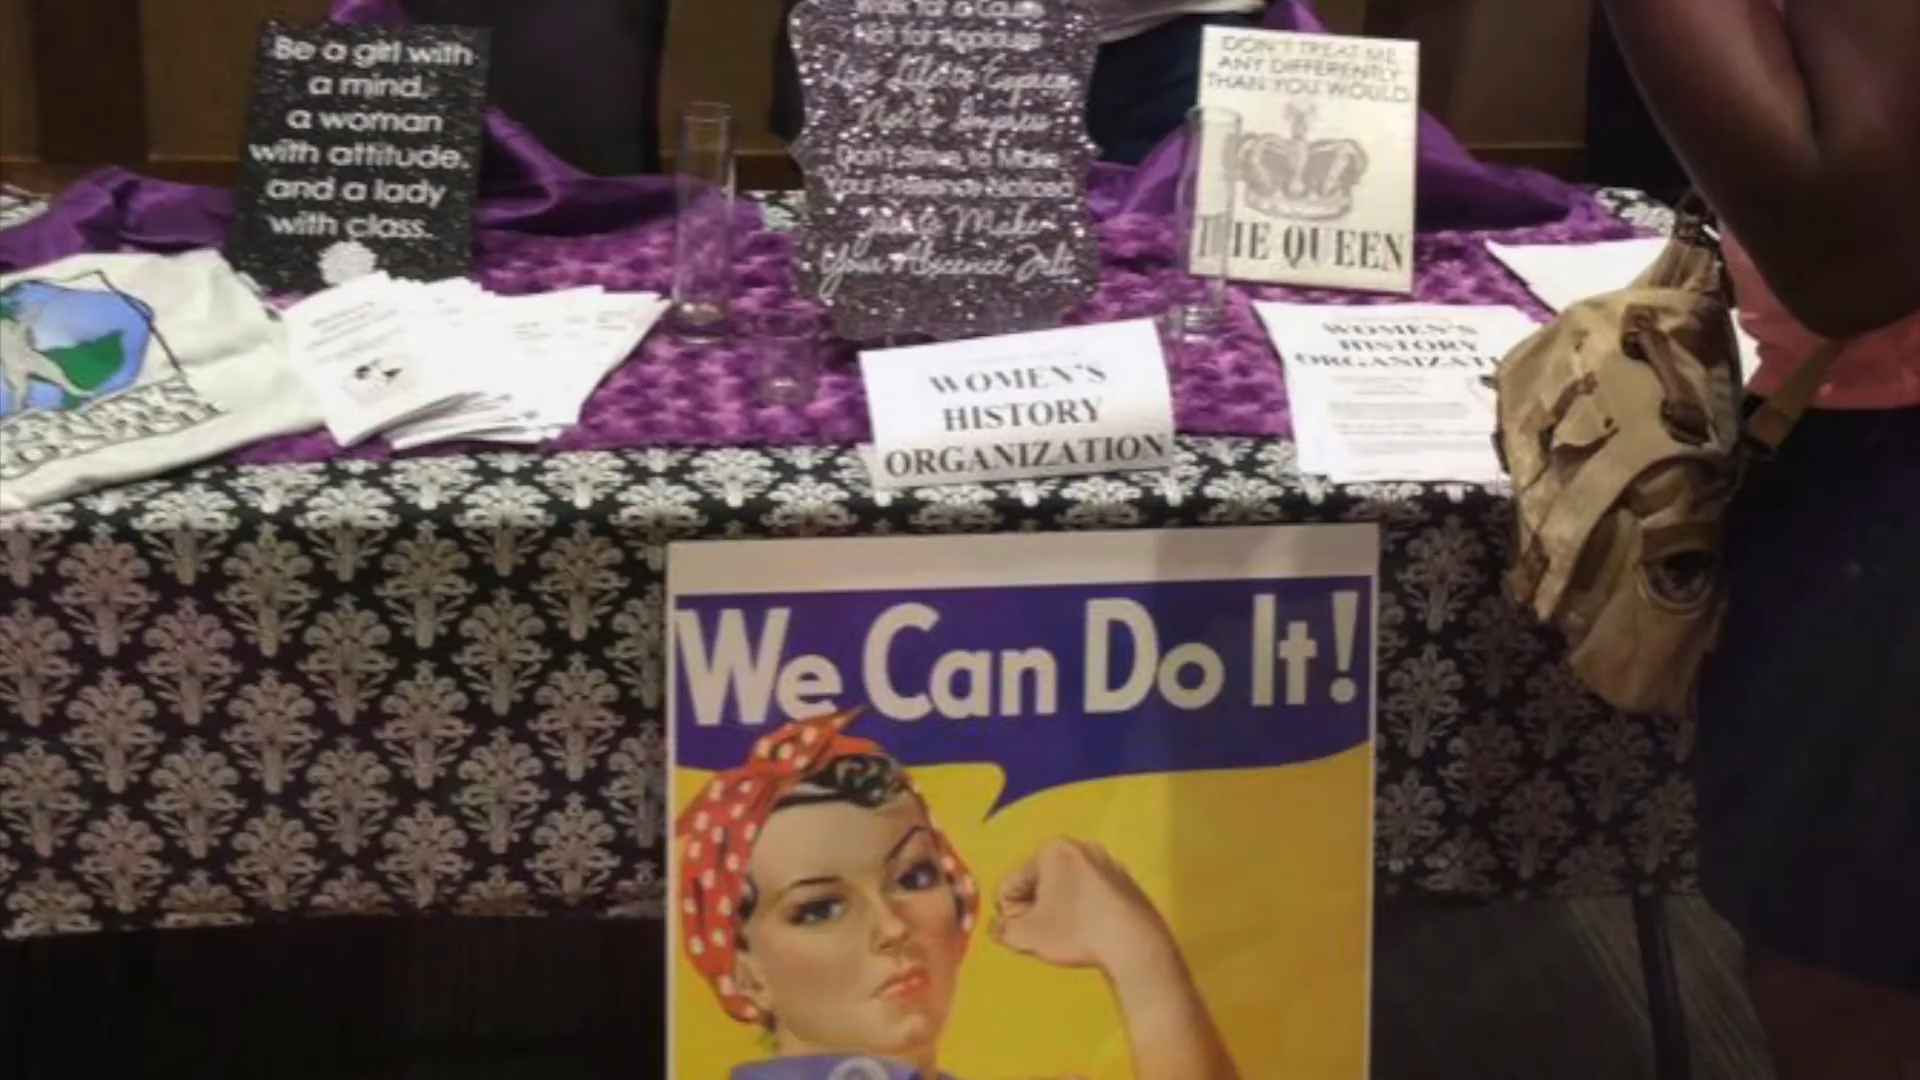 Be a girl with
a mind,
a woman
with attitude,
and a lady
with class.
Walk for a Cause
Not for Applause
Live Life to Express
Not to Impress
Don't Strive to Make
Your Presence Noticed
Just to Make
Your Abscence Felt
DON'T TREAT ME
ANY DIFFERENTLY
THAN YOU WOULD
THE QUEEN
WOMEN'S
HISTORY
ORGANIZATION
WOMEN'S
HISTORY
ORGANIZATI
We Can Do It!